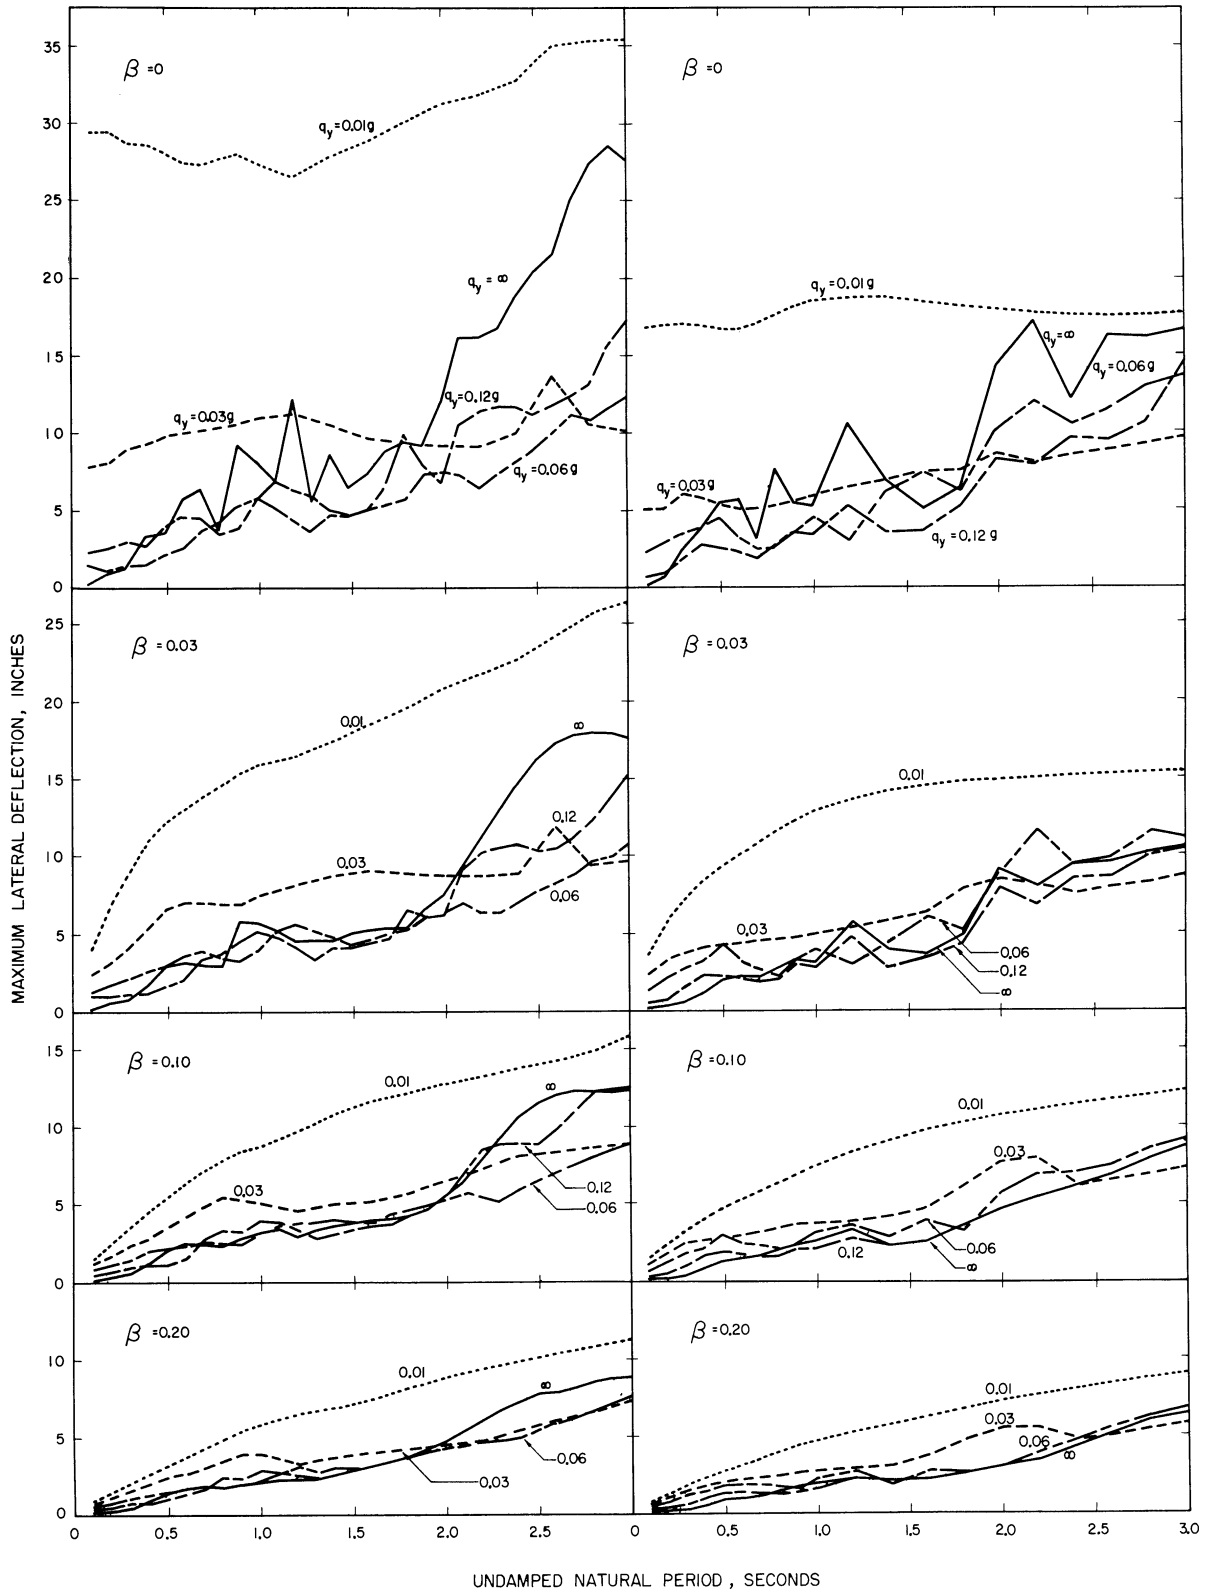 35
30
25
20
15
10
5
0
β = 0
q_y = 0.01g
q_y = ∞
q_y = 0.03g
q_y = 0.12g
q_y = 0.06g
β = 0
q_y = 0.01g
q_y = ∞
q_y = 0.06g
q_y = 0.03g
q_y = 0.12g
MAXIMUM LATERAL DEFLECTION, INCHES
25
20
15
10
5
0
β = 0.03
0.01
∞
0.12
0.03
0.06
β = 0.03
0.01
0.03
0.06
0.12
∞
15
10
5
0
β = 0.10
0.01
∞
0.03
0.12
0.06
β = 0.10
0.01
0.03
0.12
0.06
∞
10
5
0
β = 0.20
0.01
∞
0.06
0.03
β = 0.20
0.01
0.03
0.06
∞
0 0.5 1.0 1.5 2.0 2.5 0 0.5 1.0 1.5 2.0 2.5 3.0
UNDAMPED NATURAL PERIOD, SECONDS